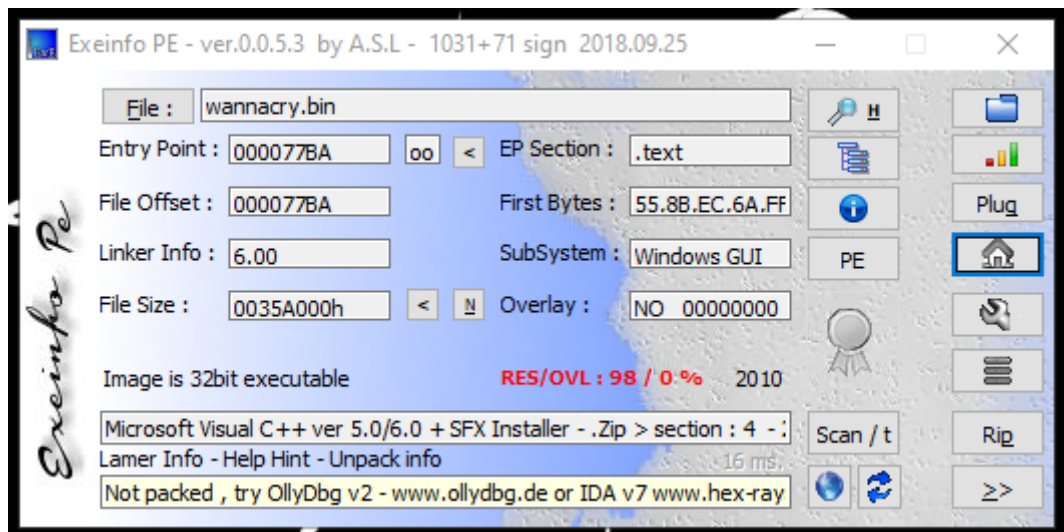 Exeinfo PE - ver.0.0.5.3 by A.S.L - 1031+71 sign 2018.09.25
File : wannacry.bin H
Entry Point : 000077BA oo < EP Section : .text
File Offset : 000077BA First Bytes : 55.8B.EC.6A.FF Plug
Linker Info : 6.00 SubSystem : Windows GUI PE
File Size : 0035A000h < N Overlay : NO 00000000
Image is 32bit executable RES/OVL : 98 / 0 % 2010
Microsoft Visual C++ ver 5.0/6.0 + SFX Installer - .Zip > section : 4 - Scan / t Rip
Lamer Info - Help Hint - Unpack info 16 ms.
Not packed , try OllyDbg v2 - www.ollydbg.de or IDA v7 www.hex-ray >>
Exeinfo Pe